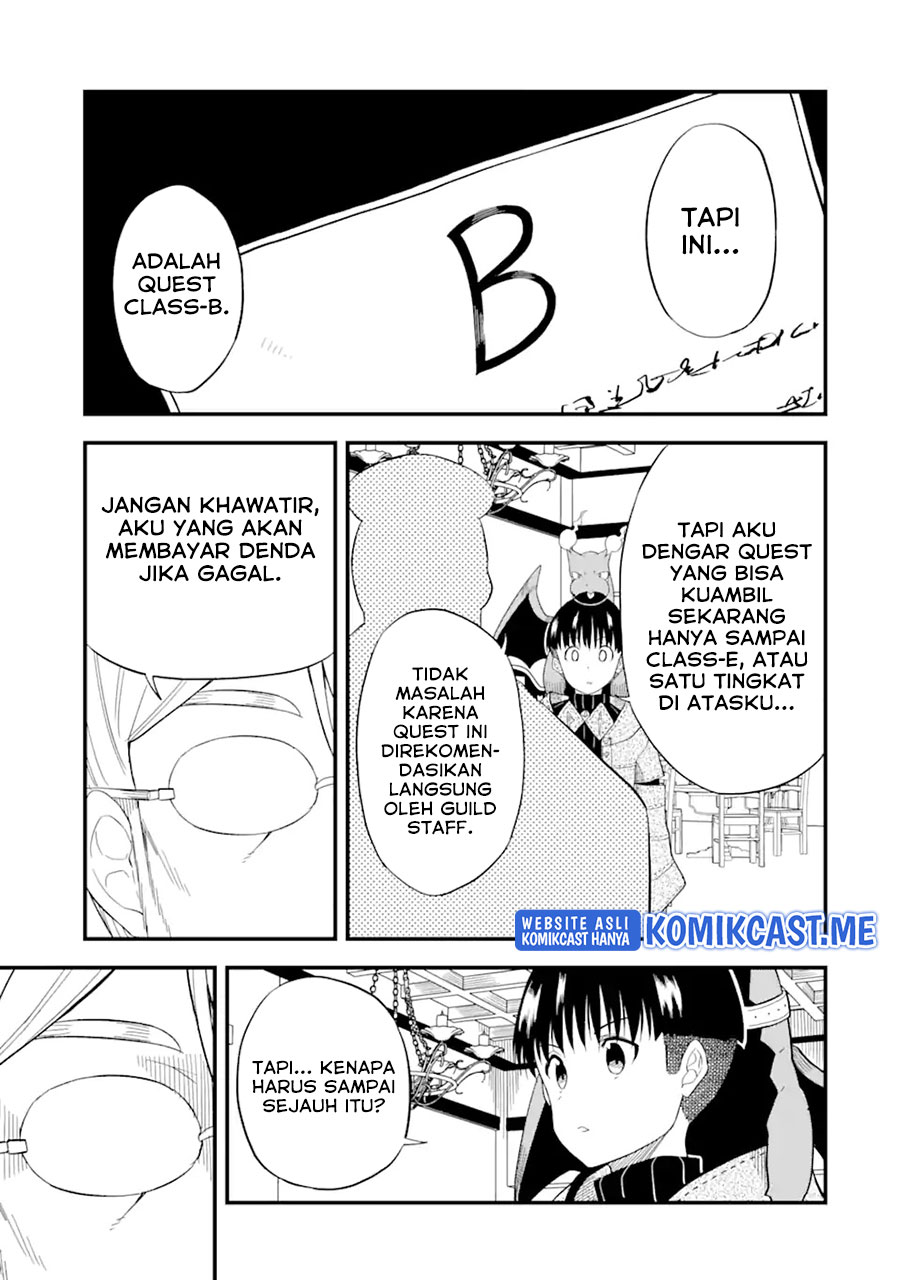 TAPI
INI...
B
ADALAH
QUEST
CLASS-B.
TAPI AKU
DENGAR QUEST
YANG BISA
KUAMBIL
SEKARANG
HANYA SAMPAI
CLASS-E, ATAU
SATU TINGKAT
DI ATASKU...
TIDAK
MASALAH
KARENA
QUEST INI
DIREKOMEN-
DASIKAN
LANGSUNG
OLEH GUILD
STAFF.
JANGAN KHAWATIR,
AKU YANG AKAN
MEMBAYAR DENDA
JIKA GAGAL.
WEBSITE ASLI
KOMIKCAST HANYA
KOMIKCAST.ME
TAPI... KENAPA
HARUS SAMPAI
SEJAUH ITU?